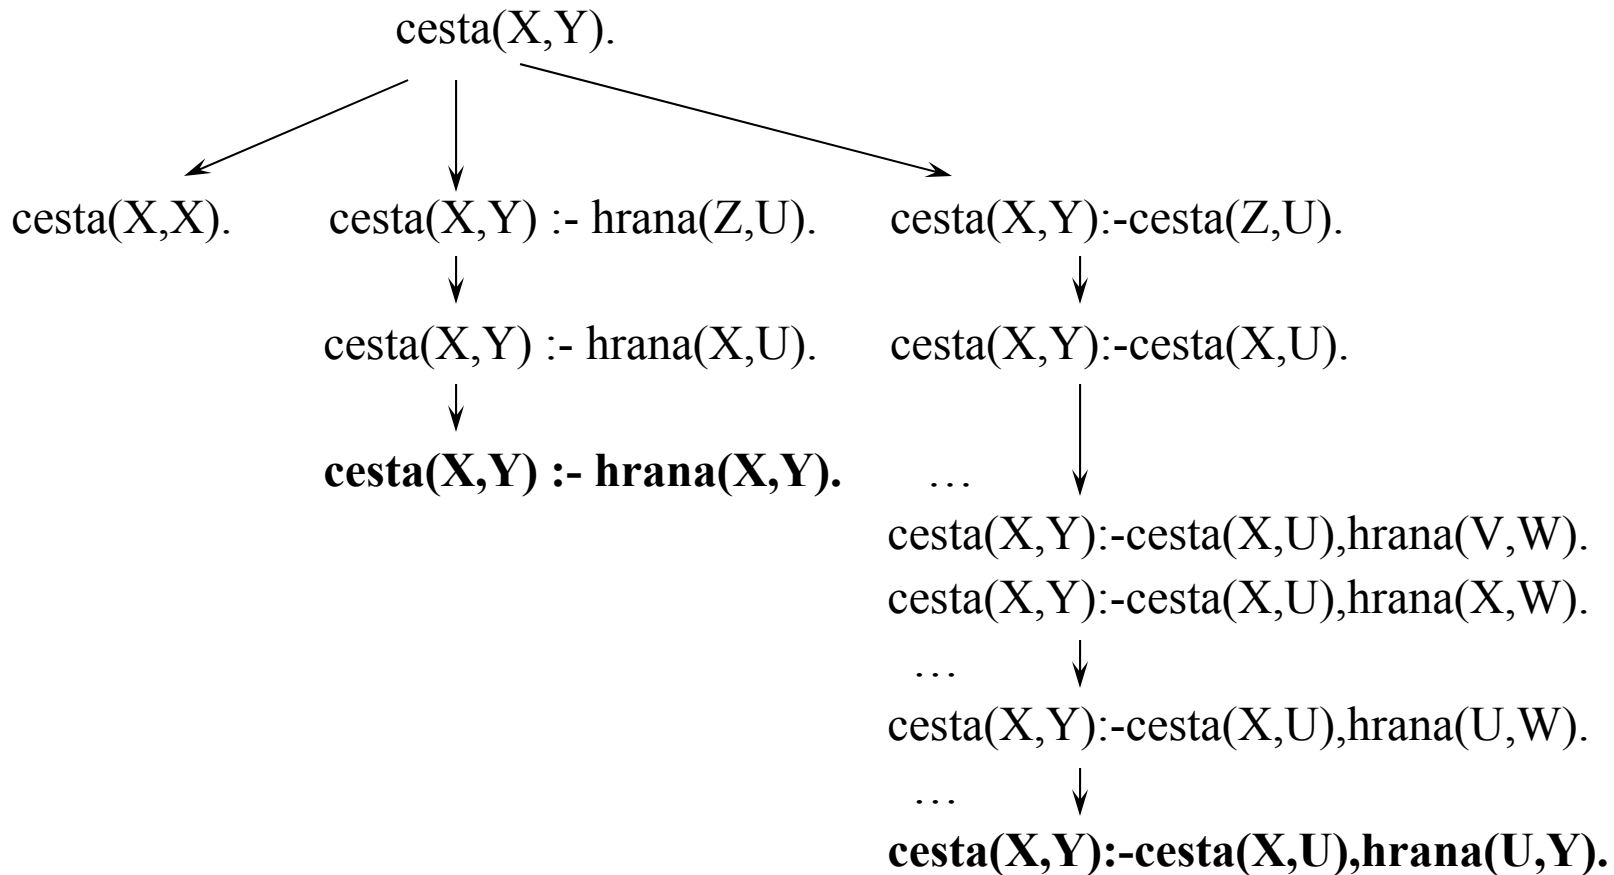 cesta(X,Y).
cesta(X,X). cesta(X,Y) :- hrana(Z,U). cesta(X,Y):-cesta(Z,U).
cesta(X,Y) :- hrana(X,U). cesta(X,Y):-cesta(X,U).
cesta(X,Y) :- hrana(X,Y). …
cesta(X,Y):-cesta(X,U),hrana(V,W).
cesta(X,Y):-cesta(X,U),hrana(X,W).
…
cesta(X,Y):-cesta(X,U),hrana(U,W).
…
cesta(X,Y):-cesta(X,U),hrana(U,Y).